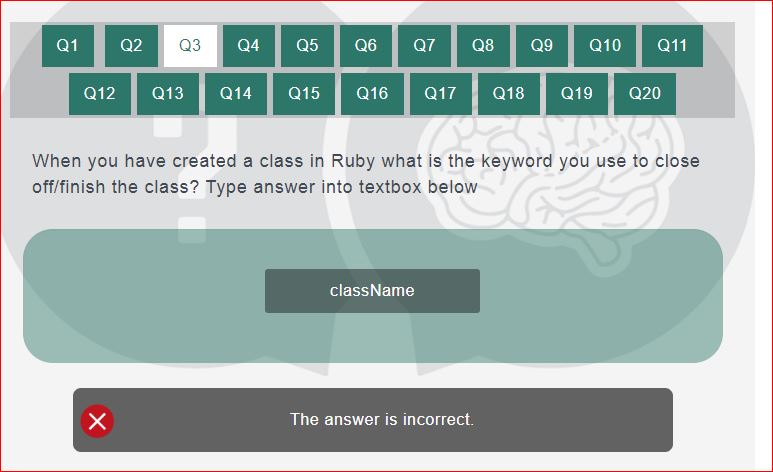 Q1 Q2 Q3 Q4 Q5 Q6 Q7 Q8 Q9 Q10 Q11
Q12 Q13 Q14 Q15 Q16 Q17 Q18 Q19 Q20
When you have created a class in Ruby what is the keyword you use to close
off/finish the class? Type answer into textbox below
className
The answer is incorrect.